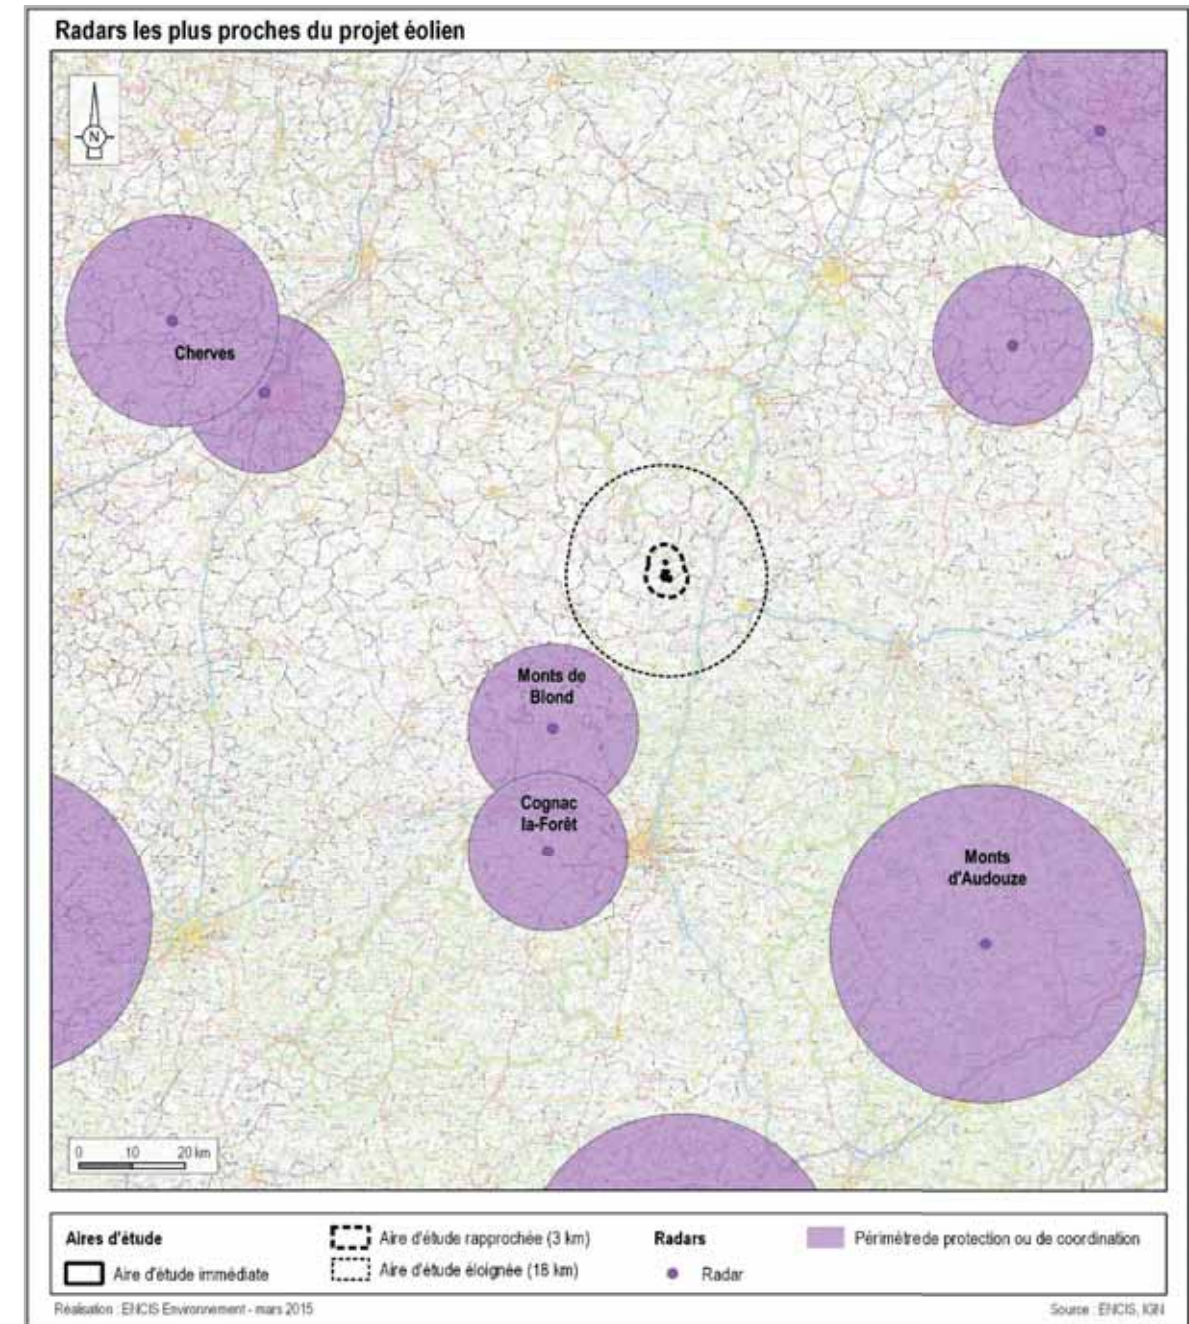 Radars les plus proches du projet éolien
N
Cherves
Monts de
Blond
Cognac
la-Forêt
Monts
d'Audouze
0 10 20 km
Aires d'étude
Aire d'étude immédiate
Aire d'étude rapprochée (3 km)
Aire d'étude éloignée (18 km)
Radars
Radar
Périmètrede protection ou de coordination
Réalisation : ENCIS Environnement - mars 2015
Source : ENCIS, IGN